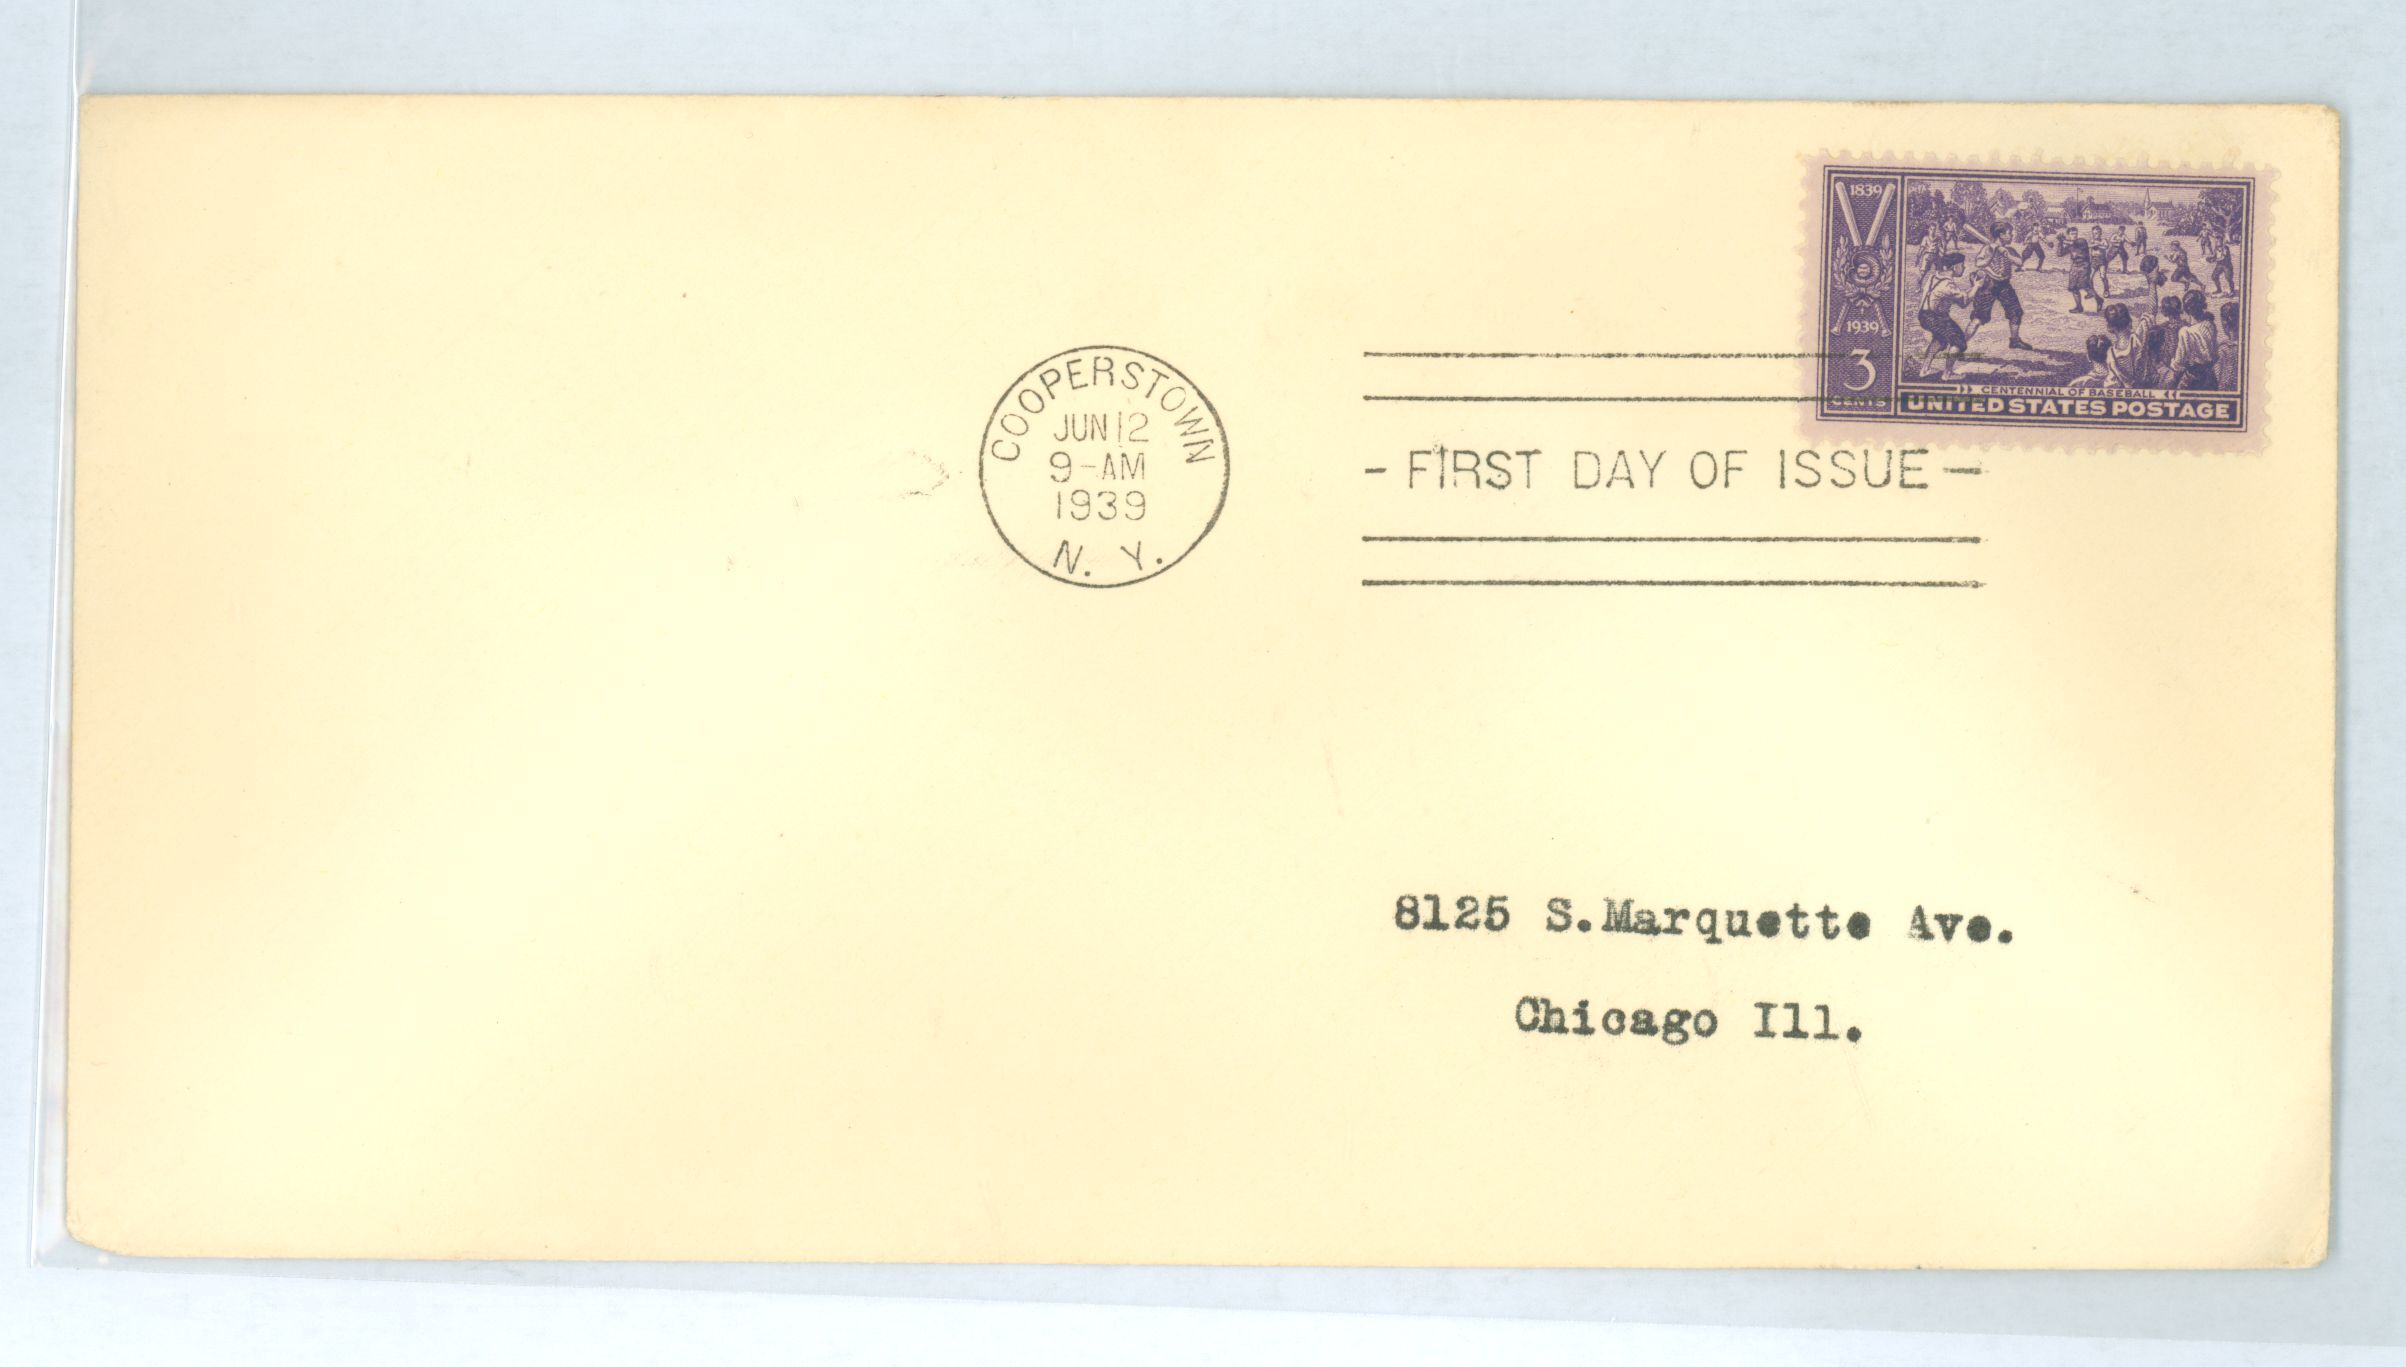 1839
1939
3
CENTS
CENTENNIAL OF BASEBALL
UNITED STATES POSTAGE
COOPERSTOWN
JUN 12
9-AM
1939
N. Y.
- FIRST DAY OF ISSUE -
8125 S.Marquette Ave.
Chicago Ill.